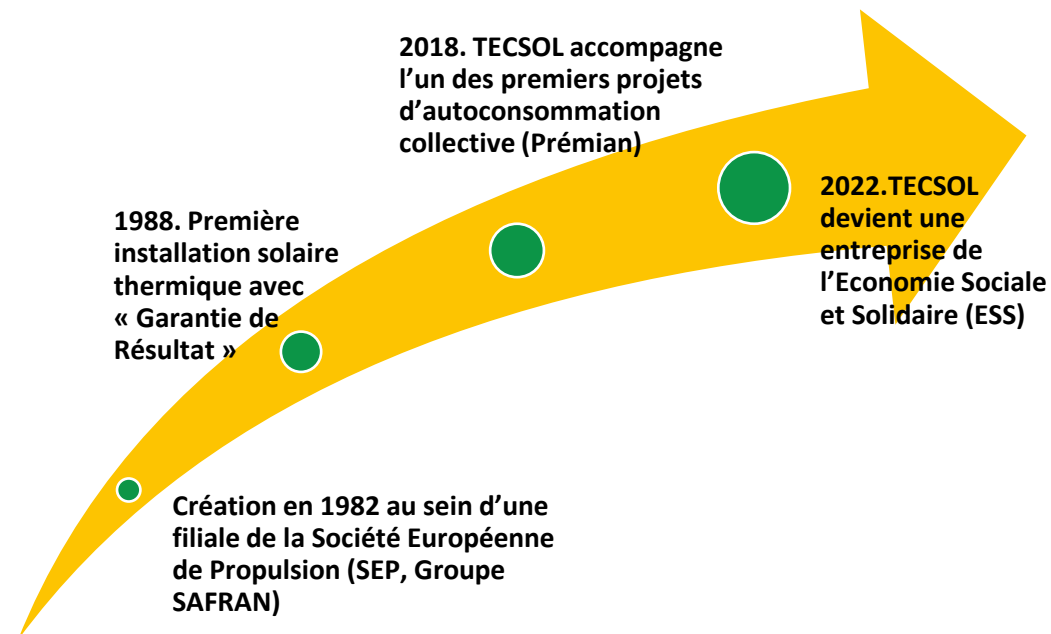 2018. TECSOL accompagne
l’un des premiers projets
d’autoconsommation
collective (Prémian)
2022.TECSOL
devient une
entreprise de
l’Economie Sociale
et Solidaire (ESS)
1988. Première
installation solaire
thermique avec
« Garantie de
Résultat »
Création en 1982 au sein d’une
filiale de la Société Européenne
de Propulsion (SEP, Groupe
SAFRAN)